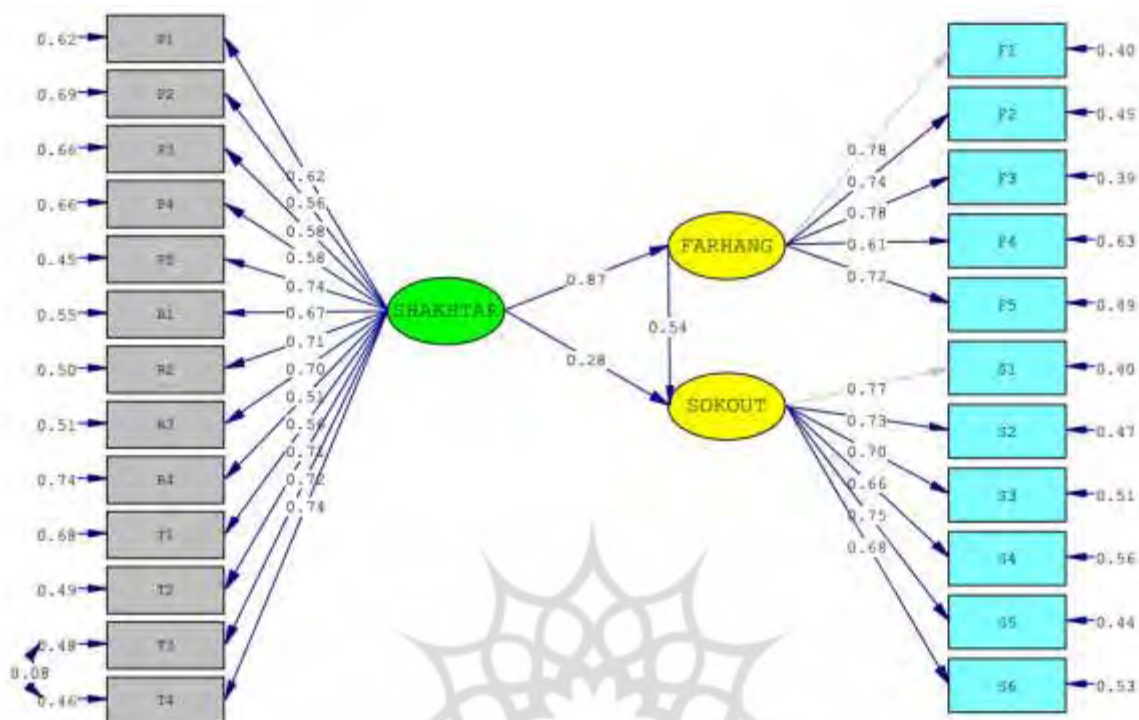 0.62 P1
0.69 P2
0.66 P3
0.66 P4
0.45 P5
0.55 R1
0.50 R2
0.51 R3
0.74 R4
0.68 T1
0.49 T2
0.48 T3
0.08
0.46 T4
0.62
0.56
0.58
0.58
0.74
0.67
0.71
0.70
0.51
0.56
0.72
0.74
SHAKHTAR
0.87
0.28
FARHANG
0.54
SOKOUT
0.78
0.74
0.78
0.61
0.72
0.77
0.73
0.70
0.66
0.75
0.68
F1 0.40
F2 0.45
F3 0.39
F4 0.63
F5 0.49
S1 0.40
S2 0.47
S3 0.51
S4 0.56
S5 0.44
S6 0.53